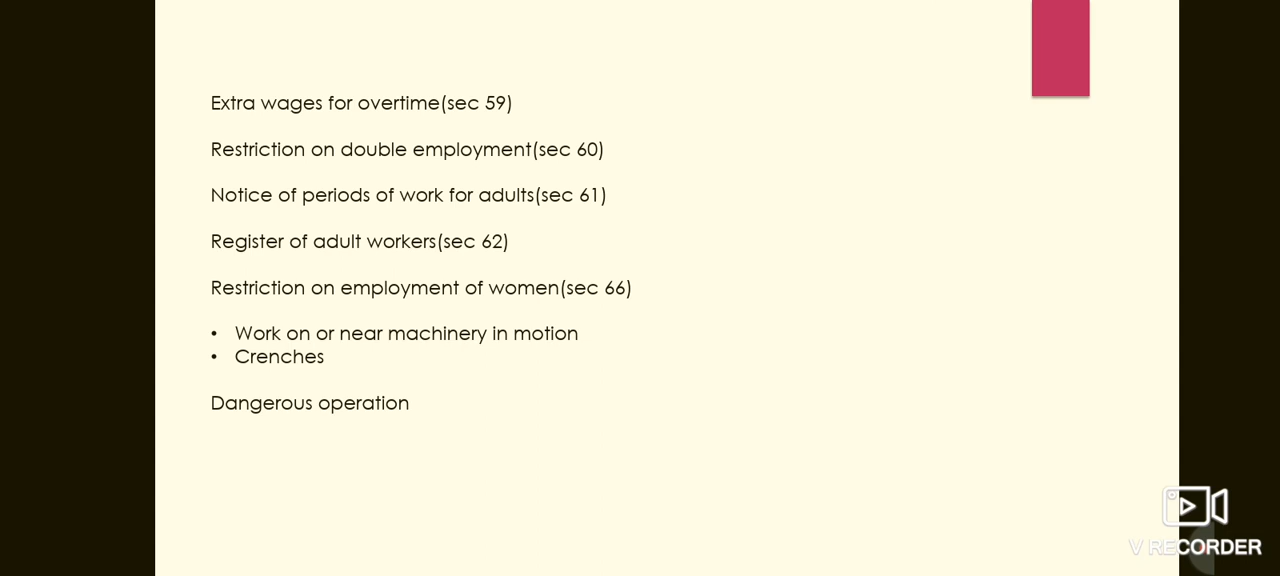 Extra wages for overtime(sec 59)
Restriction on double employment(sec 60)
Notice of periods of work for adults(sec 61)
Register of adult workers(sec 62)
Restriction on employment of women(sec 66)
• Work on or near machinery in motion
• Crenches
Dangerous operation
V RECORDER